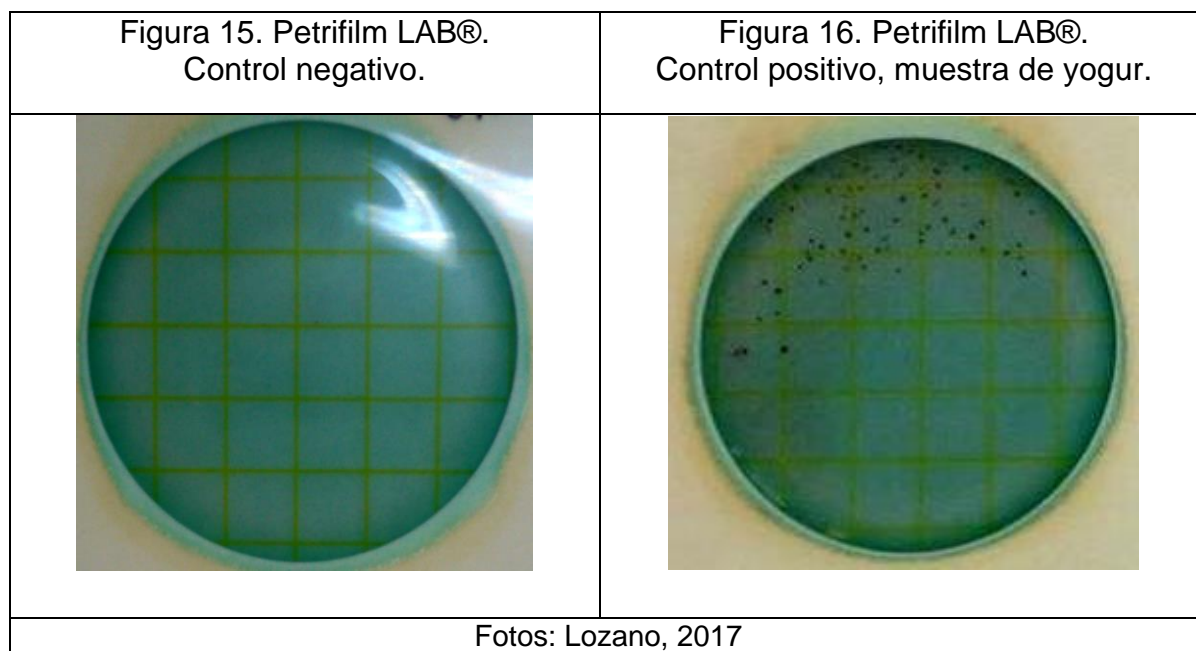 Figura 15. Petrifilm LAB®.
Control negativo.
Figura 16. Petrifilm LAB®.
Control positivo, muestra de yogur.
Fotos: Lozano, 2017